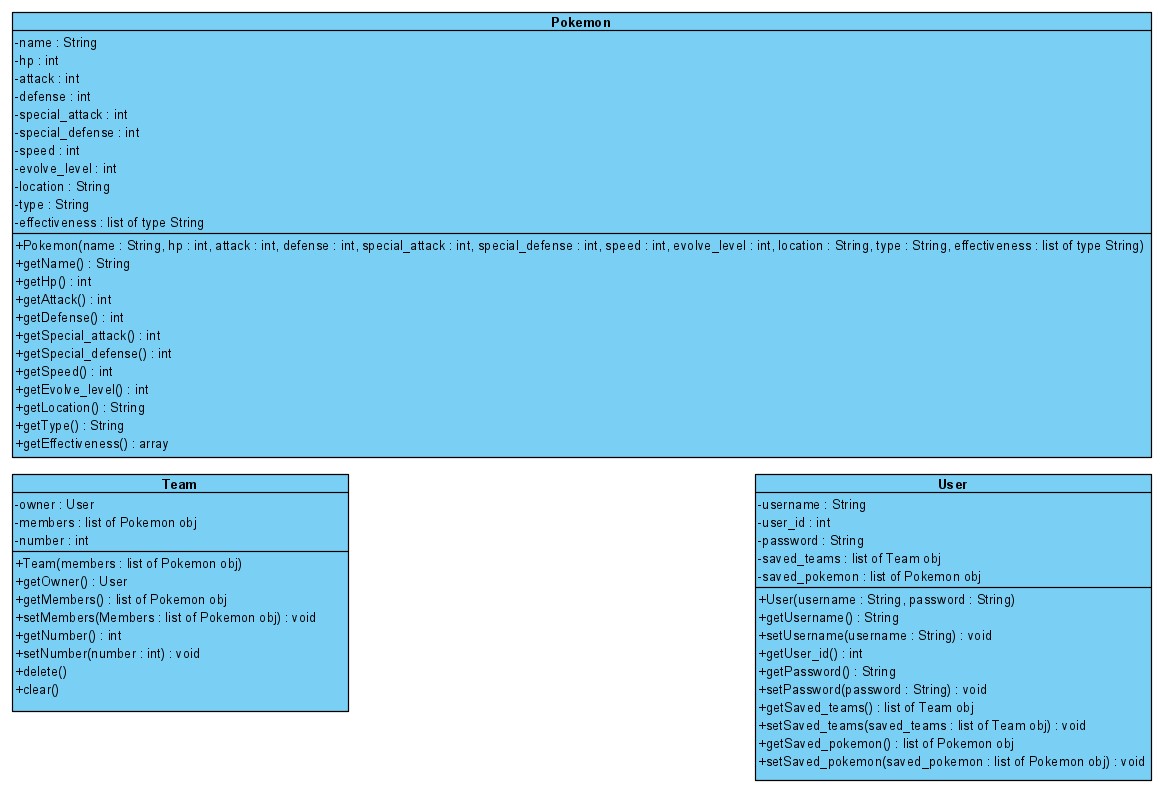 Pokemon
-name : String
-hp : int
-attack : int
-defense : int
-special_attack : int
-special_defense : int
-speed : int
-evolve_level : int
-location : String
-type : String
-effectiveness : list of type String
+Pokemon(name : String, hp : int, attack : int, defense : int, special_attack : int, special_defense : int, speed : int, evolve_level : int, location : String, type : String, effectiveness : list of type String)
+getName() : String
+getHp() : int
+getAttack() : int
+getDefense() : int
+getSpecial_attack() : int
+getSpecial_defense() : int
+getSpeed() : int
+getEvolve_level() : int
+getLocation() : String
+getType() : String
+getEffectiveness() : array
Team
-owner : User
-members : list of Pokemon obj
-number : int
+Team(members : list of Pokemon obj)
+getOwner() : User
+getMembers() : list of Pokemon obj
+setMembers(Members : list of Pokemon obj) : void
+getNumber() : int
+setNumber(number : int) : void
+delete()
+clear()
User
-username : String
-user_id : int
-password : String
-saved_teams : list of Team obj
-saved_pokemon : list of Pokemon obj
+User(username : String, password : String)
+getUsername() : String
+setUsername(username : String) : void
+getUser_id() : int
+getPassword() : String
+setPassword(password : String) : void
+getSaved_teams() : list of Team obj
+setSaved_teams(saved_teams : list of Team obj) : void
+getSaved_pokemon() : list of Pokemon obj
+setSaved_pokemon(saved_pokemon : list of Pokemon obj) : void